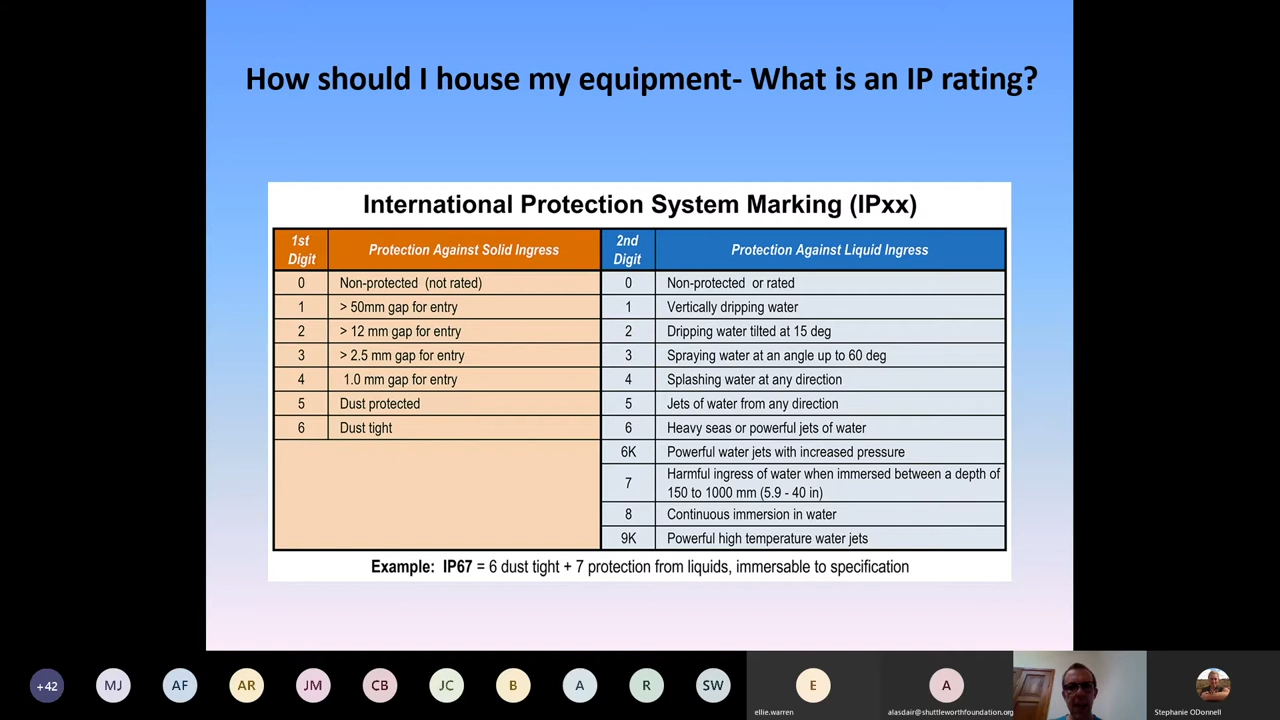 How should I house my equipment- What is an IP rating?
International Protection System Marking (IPxx)
1st Digit Protection Against Solid Ingress 2nd Digit Protection Against Liquid Ingress
0 Non-protected (not rated) 0 Non-protected or rated
1 > 50mm gap for entry 1 Vertically dripping water
2 > 12 mm gap for entry 2 Dripping water tilted at 15 deg
3 > 2.5 mm gap for entry 3 Spraying water at an angle up to 60 deg
4 1.0 mm gap for entry 4 Splashing water at any direction
5 Dust protected 5 Jets of water from any direction
6 Dust tight 6 Heavy seas or powerful jets of water
6K Powerful water jets with increased pressure
7 Harmful ingress of water when immersed between a depth of
150 to 1000 mm (5.9 - 40 in)
8 Continuous immersion in water
9K Powerful high temperature water jets
Example: IP67 = 6 dust tight + 7 protection from liquids, immersable to specification
+42 MJ AF AR JM CB JC B A R SW E A
ellie.warren alasdair@shuttleworthfoundation.org Stephanie ODonnell